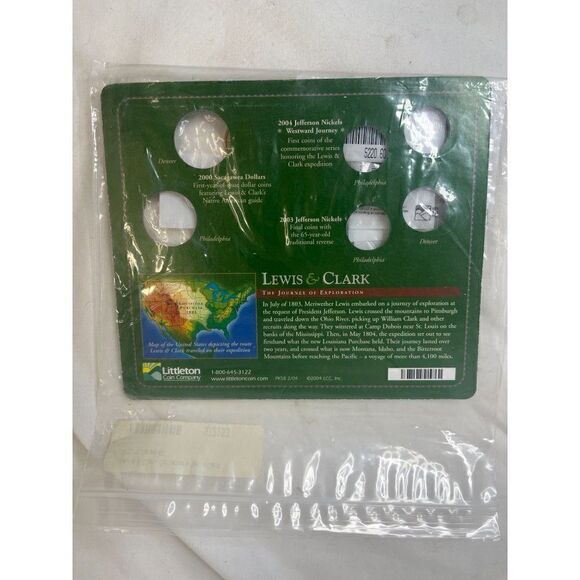 2004 Jefferson Nickels
Westward Journey
First coins of the
commemorative series
honoring the Lewis &
Clark expedition
Denver
2000 Sacagawea Dollars
First-year-of-issue dollar coins
featuring Lewis & Clark's
Native American guide
5220 60
Philadelphia
Philadelphia
2003 Jefferson Nickels
Final coins with
the 65-year-old
traditional reverse
Philadelphia
Denver
LEWIS & CLARK
THE JOURNEY OF EXPLORATION
In July of 1803, Meriwether Lewis embarked on a journey of exploration at
the request of President Jefferson. Lewis crossed the mountains to Pittsburgh
and traveled down the Ohio River, picking up William Clark and other
recruits along the way. They wintered at Camp Dubois near St. Louis on the
banks of the Mississippi. Then, in May 1804, the expedition set out to see
firsthand what the new Louisiana Purchase held. Their journey lasted over
two years, and crossed what is now Montana, Idaho, and the Bitterroot
Mountains before reaching the Pacific – a voyage of more than 4,100 miles.
Map of the United States depicting the route
Lewis & Clark traveled on their expedition
Littleton
Coin Company
1-800-645-3122
www.littletoncoin.com
PKSB 2/04
©2004 LCC, Inc.